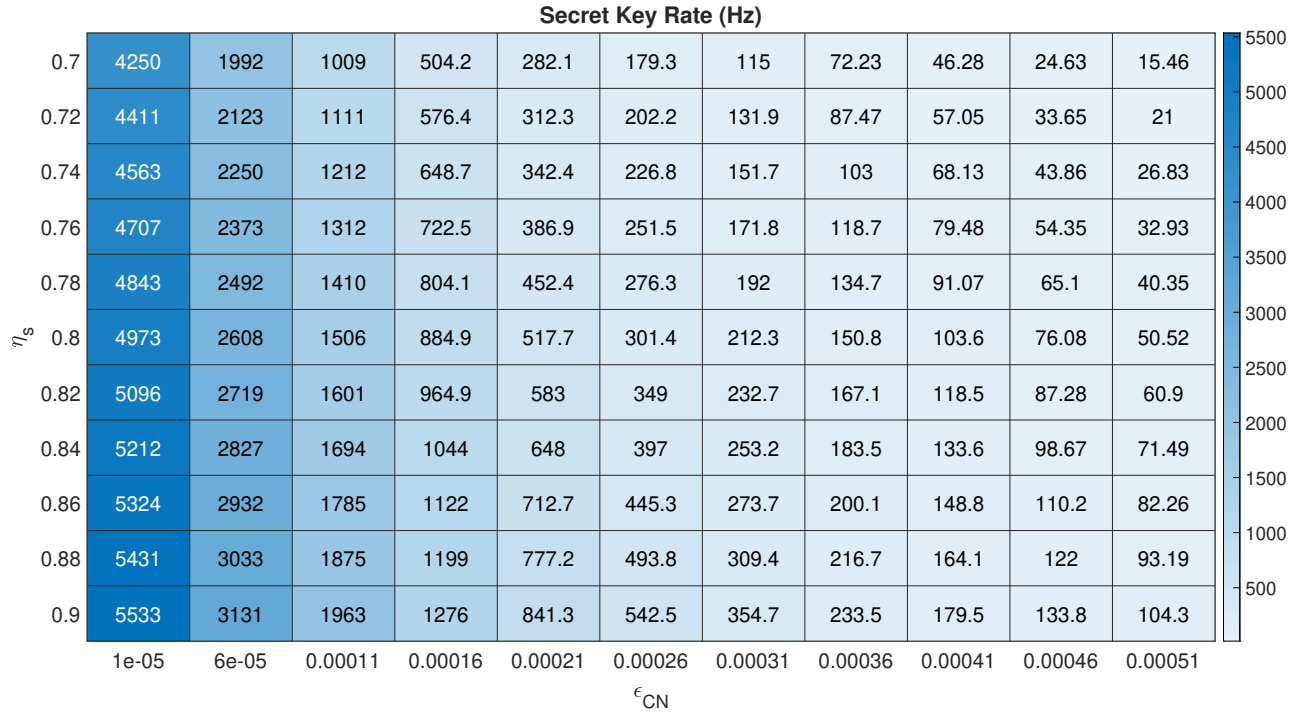 Secret Key Rate (Hz)
0.7 4250 1992 1009 504.2 282.1 179.3 115 72.23 46.28 24.63 15.46
0.72 4411 2123 1111 576.4 312.3 202.2 131.9 87.47 57.05 33.65 21
0.74 4563 2250 1212 648.7 342.4 226.8 151.7 103 68.13 43.86 26.83
0.76 4707 2373 1312 722.5 386.9 251.5 171.8 118.7 79.48 54.35 32.93
0.78 4843 2492 1410 804.1 452.4 276.3 192 134.7 91.07 65.1 40.35
η_s
0.8 4973 2608 1506 884.9 517.7 301.4 212.3 150.8 103.6 76.08 50.52
0.82 5096 2719 1601 964.9 583 349 232.7 167.1 118.5 87.28 60.9
0.84 5212 2827 1694 1044 648 397 253.2 183.5 133.6 98.67 71.49
0.86 5324 2932 1785 1122 712.7 445.3 273.7 200.1 148.8 110.2 82.26
0.88 5431 3033 1875 1199 777.2 493.8 309.4 216.7 164.1 122 93.19
0.9 5533 3131 1963 1276 841.3 542.5 354.7 233.5 179.5 133.8 104.3
1e-05 6e-05 0.00011 0.00016 0.00021 0.00026 0.00031 0.00036 0.00041 0.00046 0.00051
ϵ_CN
5500
5000
4500
4000
3500
3000
2500
2000
1500
1000
500